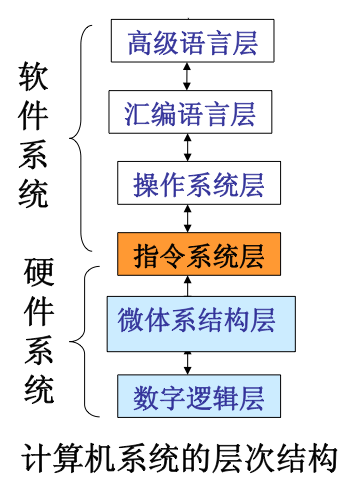 高级语言层
汇编语言层
操作系统层
指令系统层
微体系结构层
数字逻辑层
软件系统
硬件系统
计算机系统的层次结构